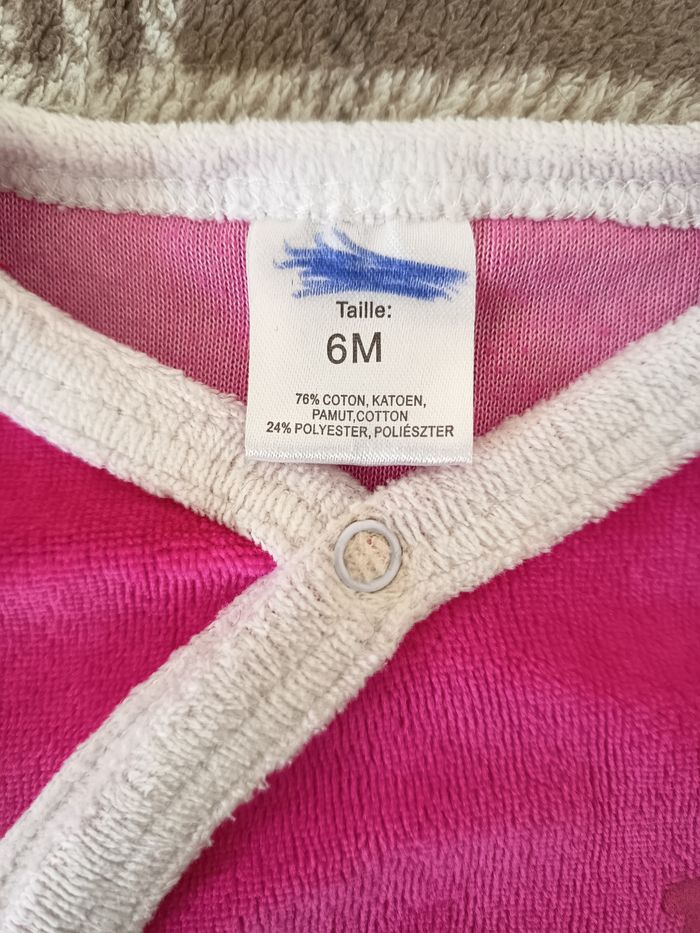 Taille:
6M
76% COTON, KATOEN,
PAMUT,COTTON
24% POLYESTER, POLIÉSZTER